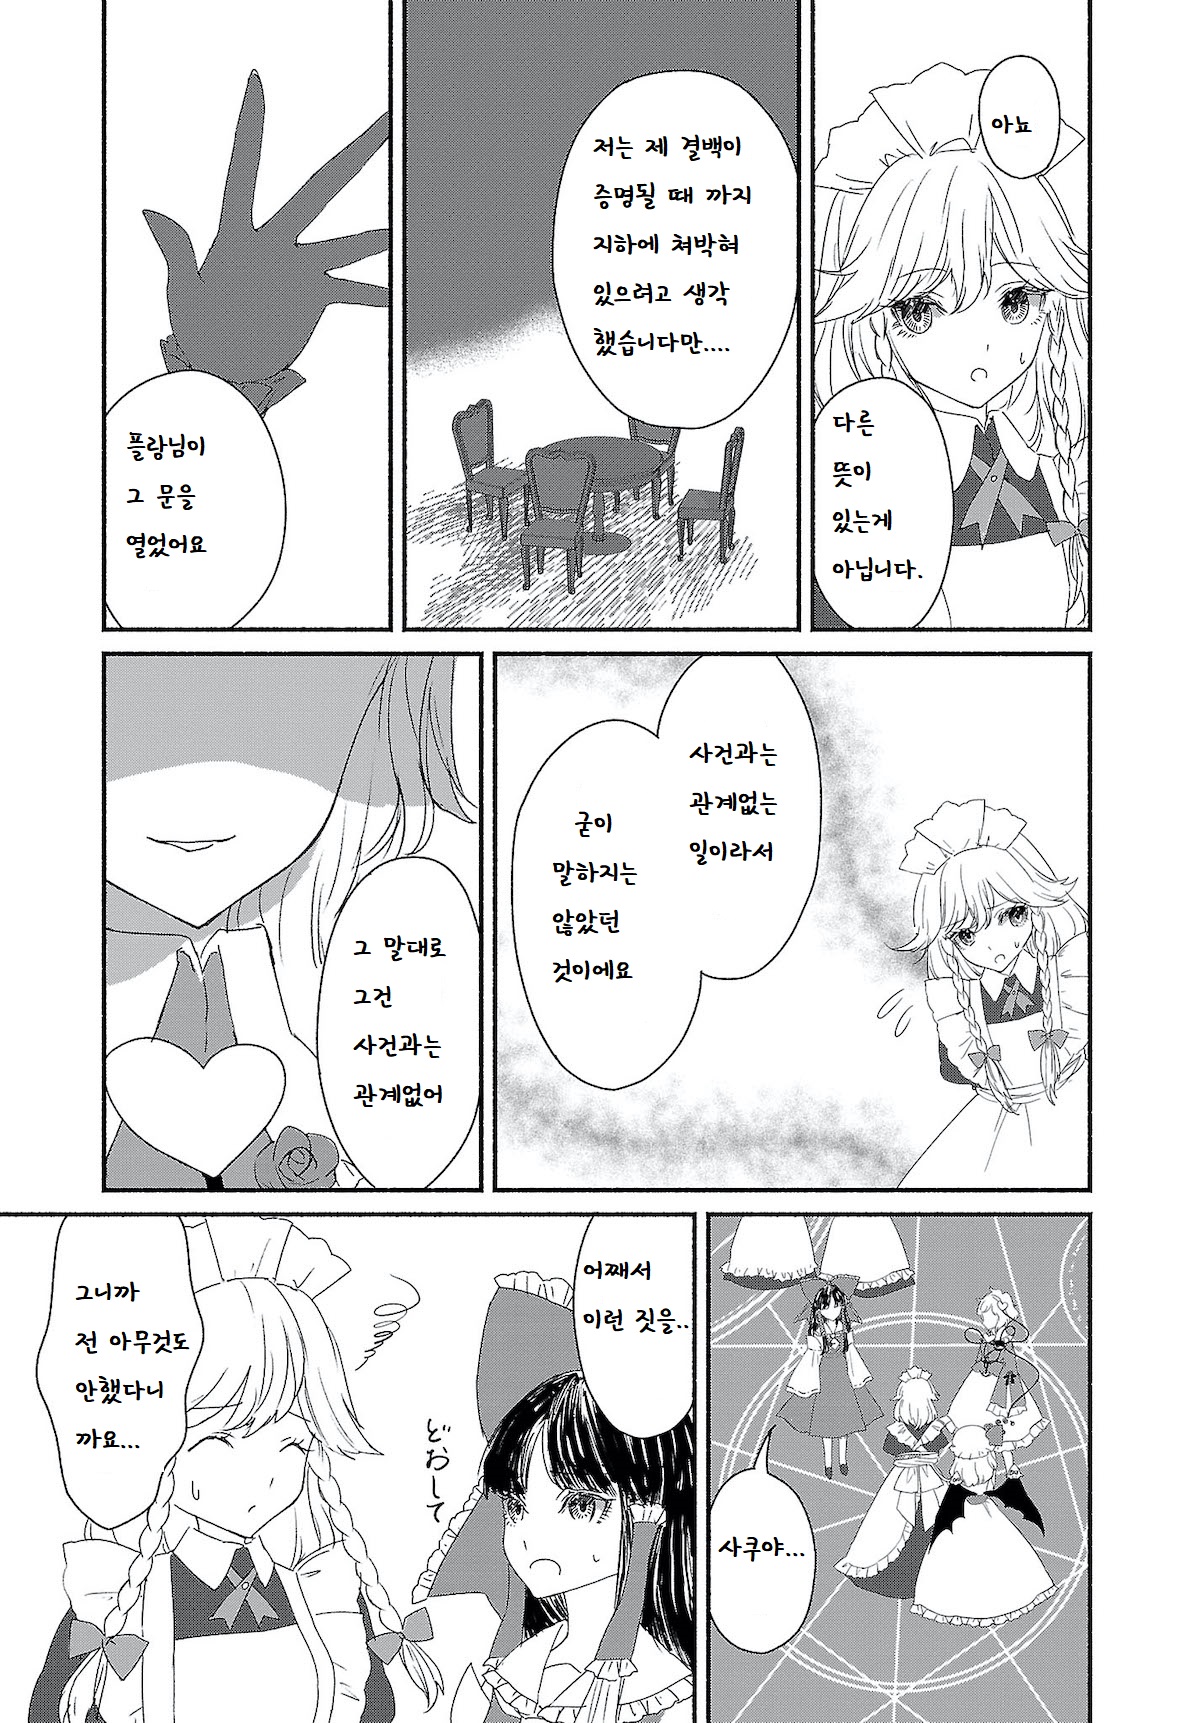 아뇨
다른
뜻이
있는게
아닙니다.
저는 제 결백이
증명될 때 까지
지하에 쳐박혀
있으려고 생각
했습니다만....
플랑님이
그 문을
열었어요
사건과는
관계없는
일이라서
굳이
말하지는
않았던
것이에요
그 말대로
그건
사건과는
관계없어
사쿠야...
어째서
이런 짓을..
どおして
그니까
전 아무것도
안했다니
까요...